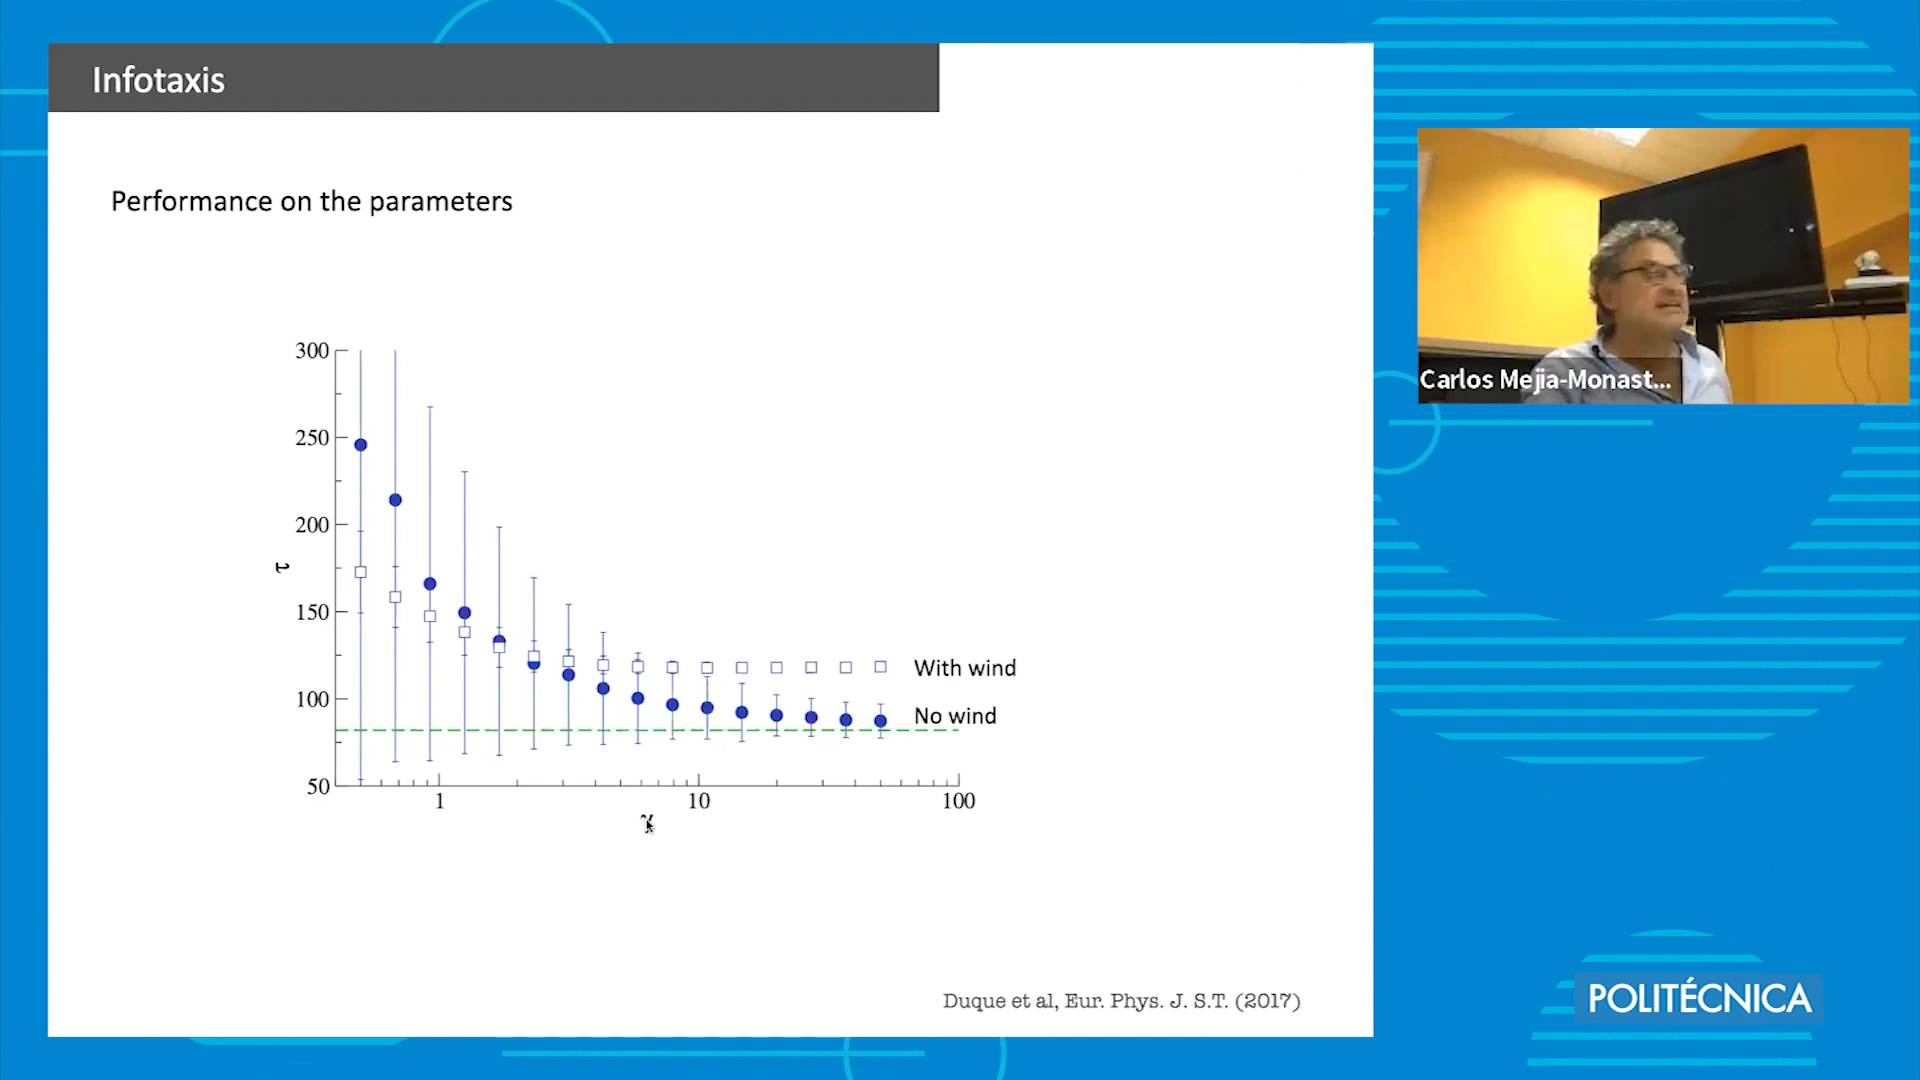 Infotaxis
Performance on the parameters
300
250
200
150
100
50
τ
1
10
100
γ
With wind
No wind
Duque et al, Eur. Phys. J. S.T. (2017)
Carlos Mejia-Monast...
POLITÉCNICA